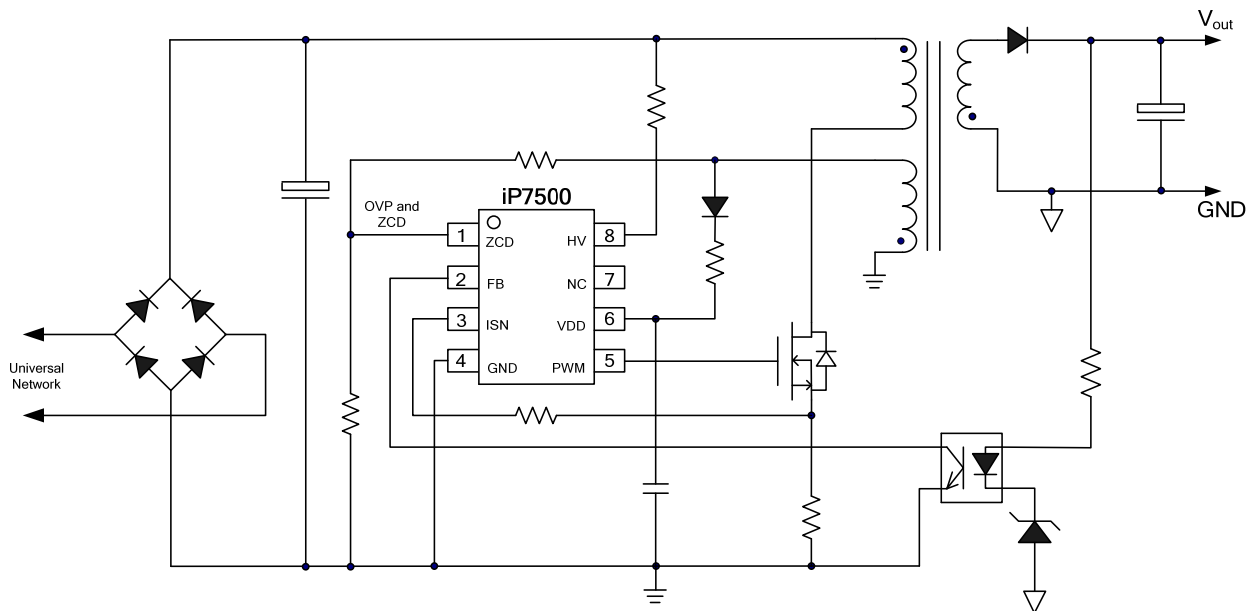 Vout
iP7500
OVP and
ZCD
1
ZCD
HV
8
GND
2
FB
NC
7
3
ISN
VDD
6
Universal
Network
4
GND
PWM
5